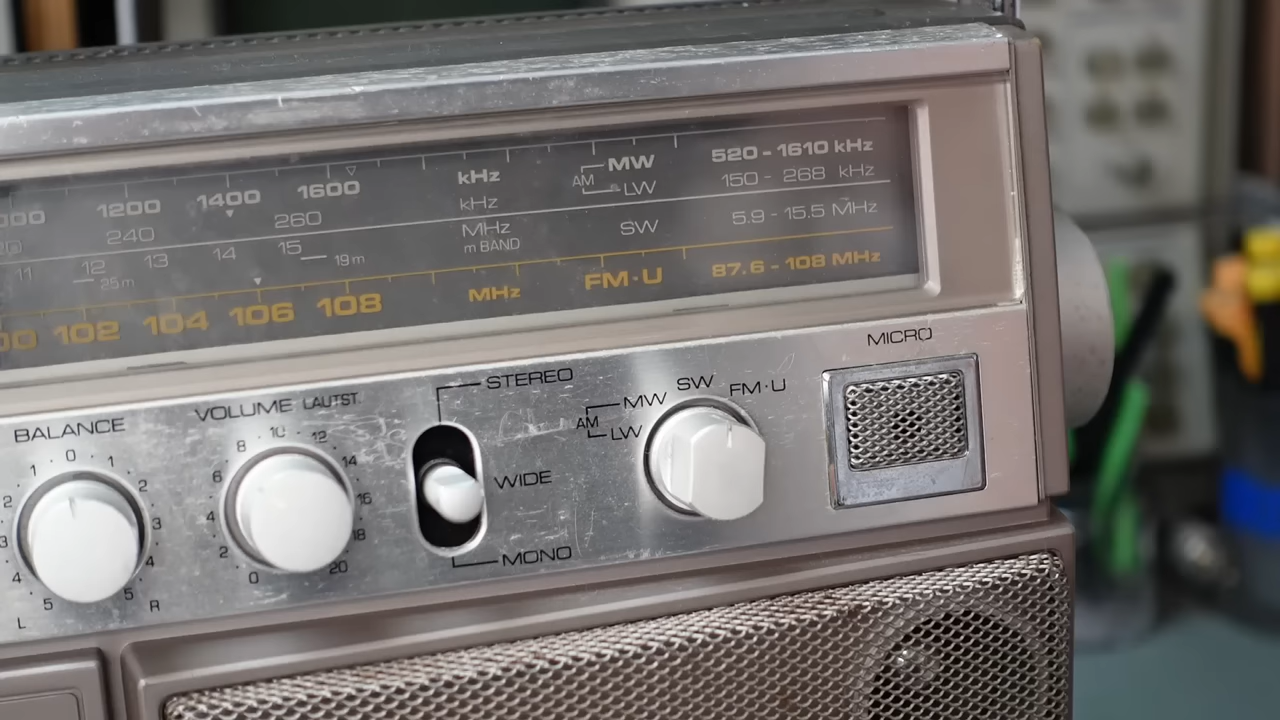 1200 1400 1600 kHz MW 520 - 1610 kHz
AM
240 260 kHz LW 150 - 268 kHz
11 12 13 14 15 MHz SW 5.9 - 15.5 MHz
25m 19m m BAND
102 104 106 108 MHz FM·U 87.6 - 108 MHz
MICRO
STEREO
SW
FM·U
MW
AM
LW
VOLUME LAUTST.
BALANCE
WIDE
MONO
1 0 1
2 2
3 3
4 4
5 5
L R
8 10 12
6 14
4 16
2 18
0 20